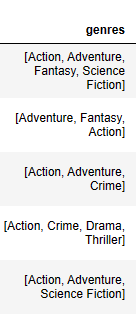 genres
[Action, Adventure,
Fantasy, Science
Fiction]
[Adventure, Fantasy,
Action]
[Action, Adventure,
Crime]
[Action, Crime, Drama,
Thriller]
[Action, Adventure,
Science Fiction]